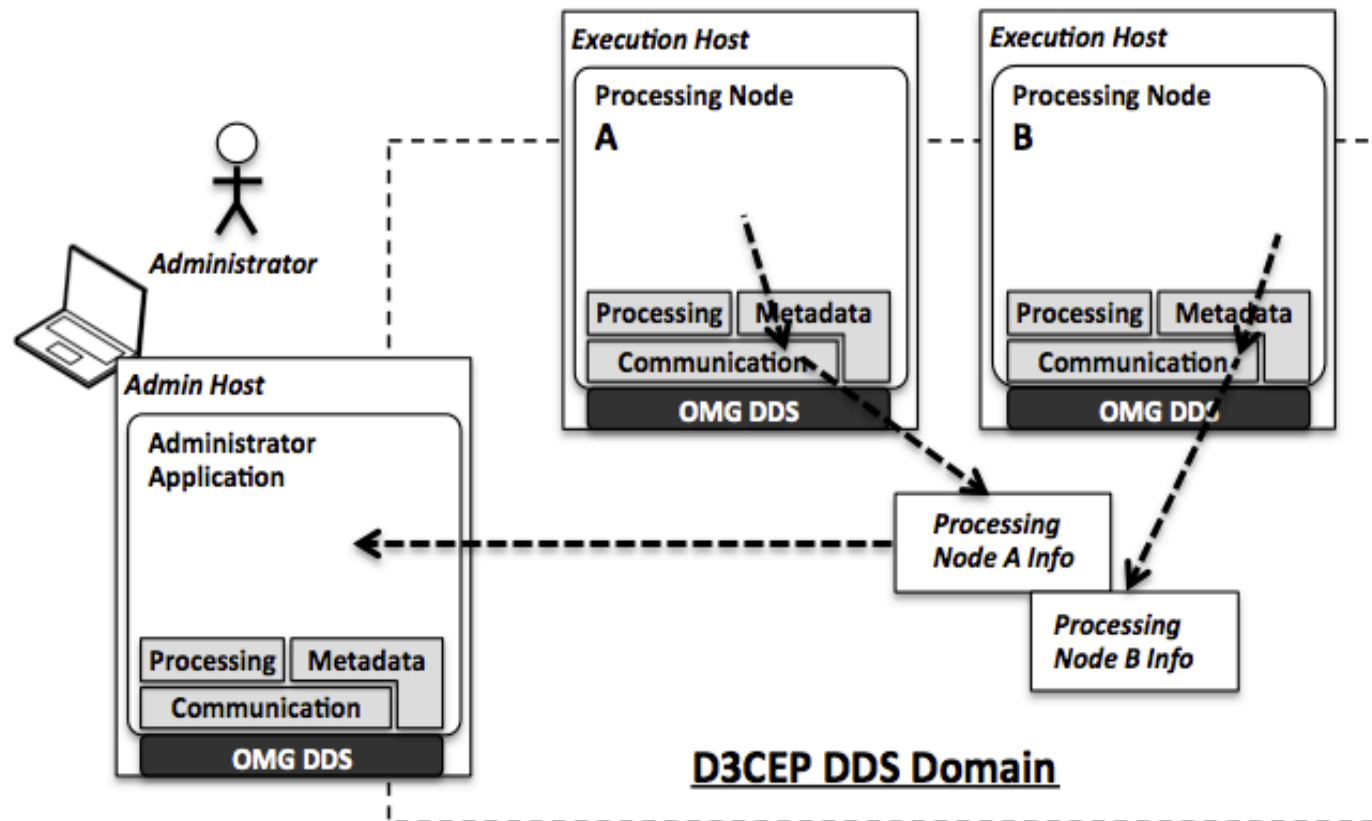 Execution Host
Processing Node
A
Processing
Metadata
Communication
OMG DDS
Execution Host
Processing Node
B
Processing
Metadata
Communication
OMG DDS
Administrator
Admin Host
Administrator
Application
Processing
Metadata
Communication
OMG DDS
Processing
Node A Info
Processing
Node B Info
D3CEP DDS Domain